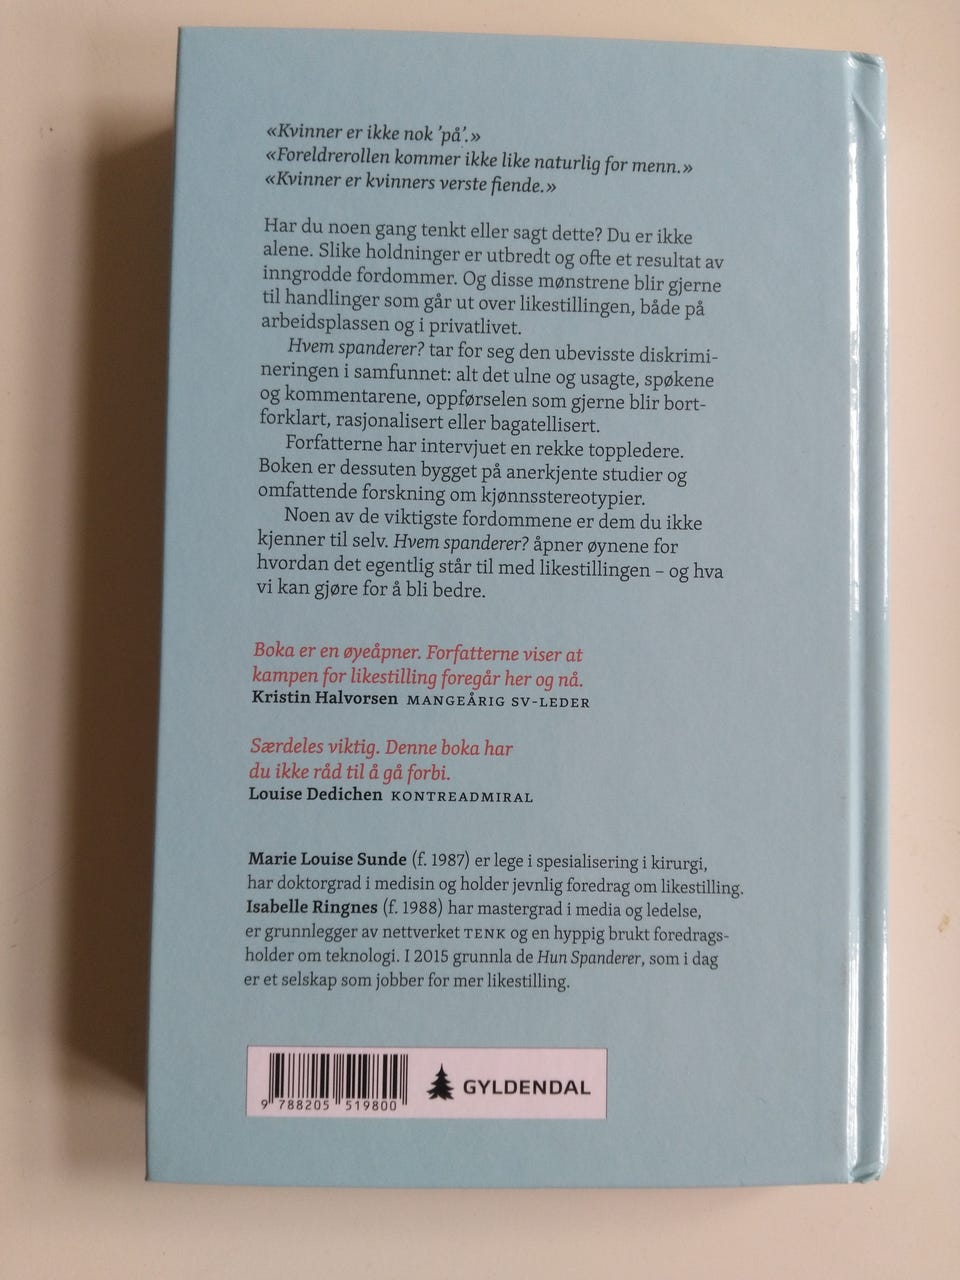 «Kvinner er ikke nok 'på'.»
«Foreldrerollen kommer ikke like naturlig for menn.»
«Kvinner er kvinners verste fiende.»
Har du noen gang tenkt eller sagt dette? Du er ikke
alene. Slike holdninger er utbredt og ofte et resultat av
inngrodde fordommer. Og disse mønstrene blir gjerne
til handlinger som går ut over likestillingen, både på
arbeidsplassen og i privatlivet.
Hvem spanderer? tar for seg den ubevisste diskrimi-
neringen i samfunnet: alt det ulne og usagte, spøkene
og kommentarene, oppførselen som gjerne blir bort-
forklart, rasjonalisert eller bagatellisert.
Forfatterne har intervjuet en rekke toppledere.
Boken er dessuten bygget på anerkjente studier og
omfattende forskning om kjønnsstereotypier.
Noen av de viktigste fordommene er dem du ikke
kjenner til selv. Hvem spanderer? åpner øynene for
hvordan det egentlig står til med likestillingen – og hva
vi kan gjøre for å bli bedre.
Boka er en øyeåpner. Forfatterne viser at
kampen for likestilling foregår her og nå.
Kristin Halvorsen MANGEÅRIG SV-LEDER
Særdeles viktig. Denne boka har
du ikke råd til å gå forbi.
Louise Dedichen KONTREADMIRAL
Marie Louise Sunde (f. 1987) er lege i spesialisering i kirurgi,
har doktorgrad i medisin og holder jevnlig foredrag om likestilling.
Isabelle Ringnes (f. 1988) har mastergrad i media og ledelse,
er grunnlegger av nettverket TENK og en hyppig brukt foredrags-
holder om teknologi. I 2015 grunnla de Hun Spanderer, som i dag
er et selskap som jobber for mer likestilling.
GYLDENDAL
9 788205 519800